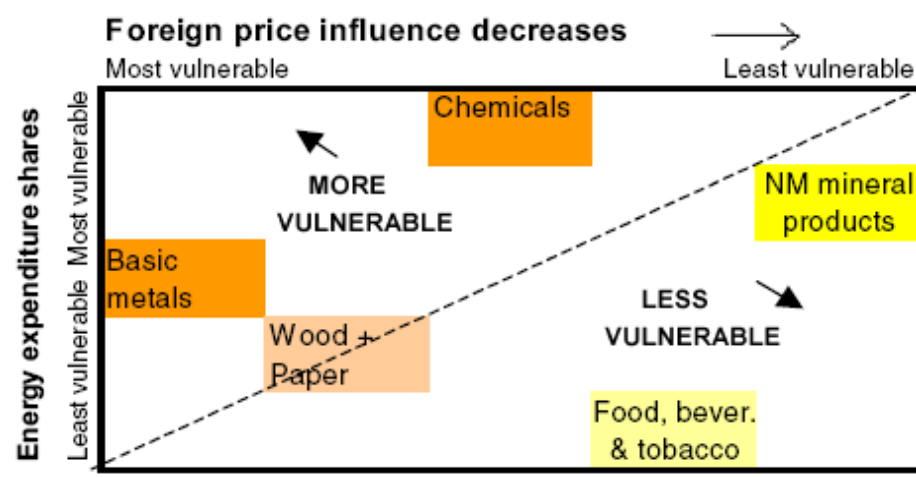 Foreign price influence decreases
Most vulnerable
Least vulnerable
Energy expenditure shares
Least vulnerable Most vulnerable
Chemicals
MORE
VULNERABLE
NM mineral
products
Basic
metals
LESS
VULNERABLE
Wood +
Paper
Food, bever.
& tobacco